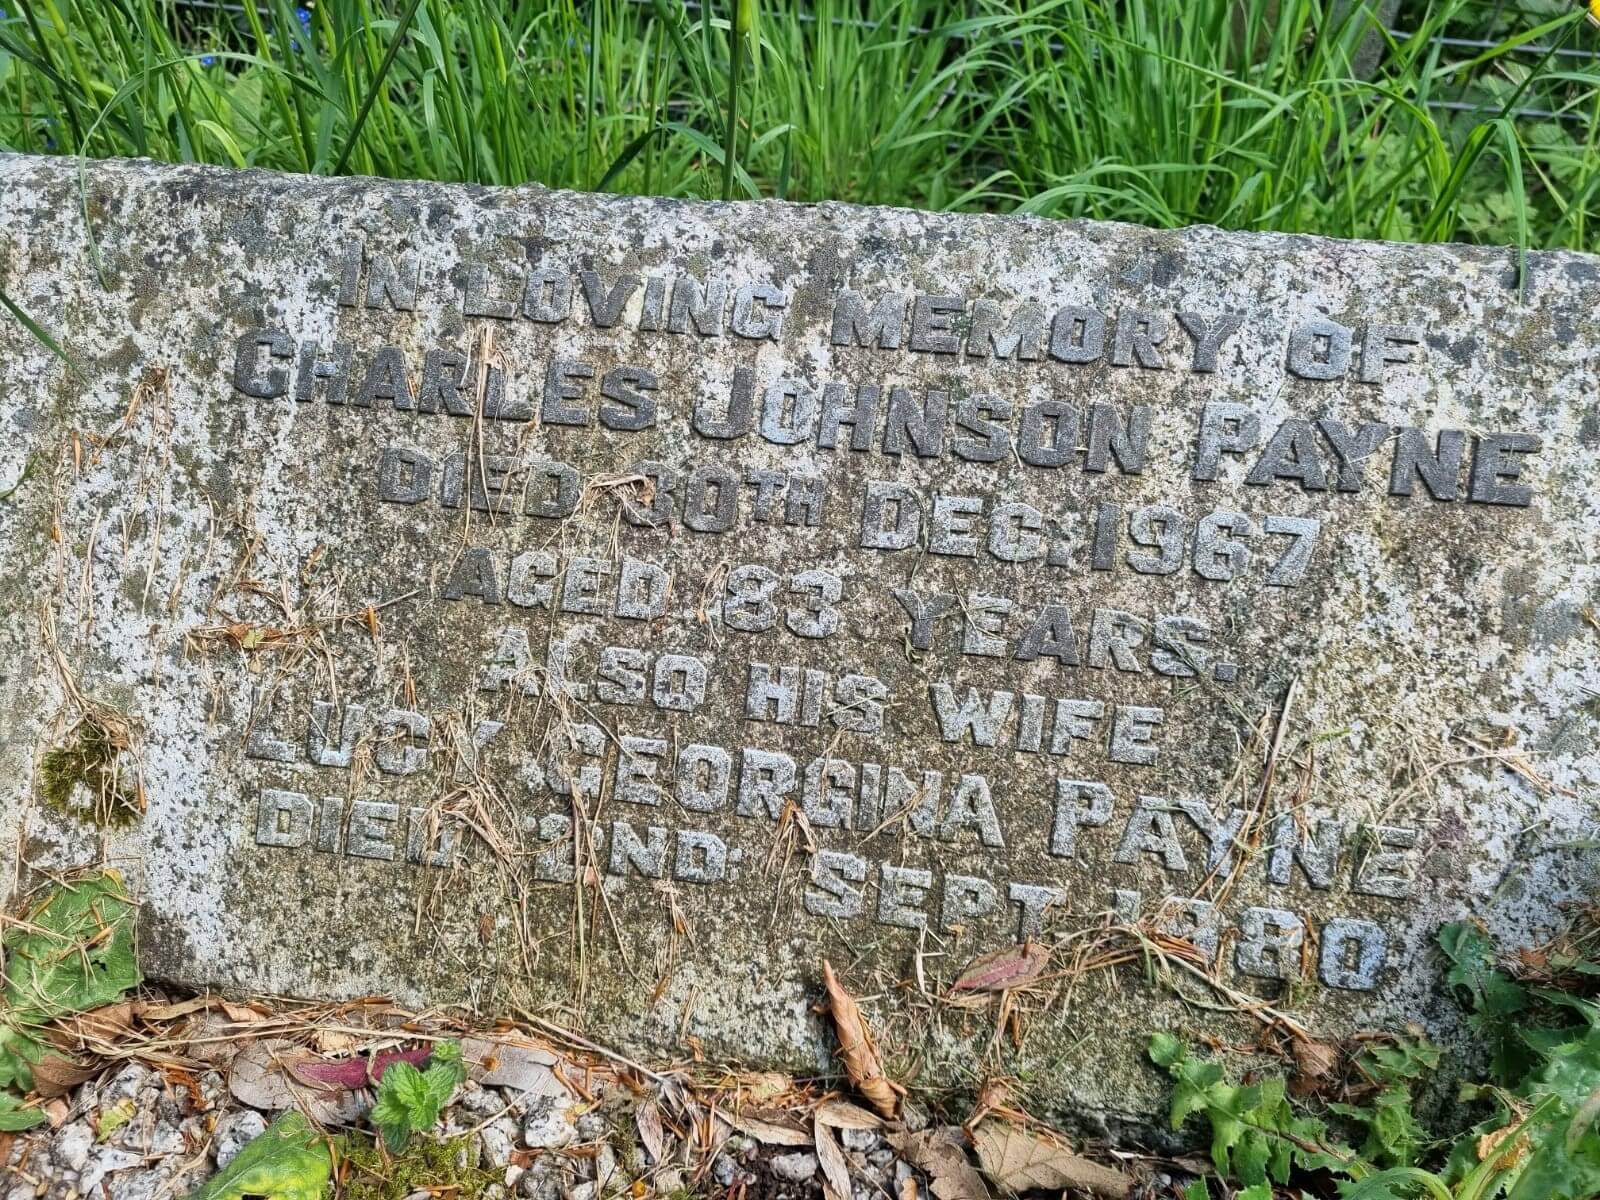 IN LOVING MEMORY OF
CHARLES JOHNSON PAYNE
DIED 30TH DEC. 1967
AGED 83 YEARS.
ALSO HIS WIFE
LUCY GEORGINA PAYNE
DIED 2ND SEPT 1980